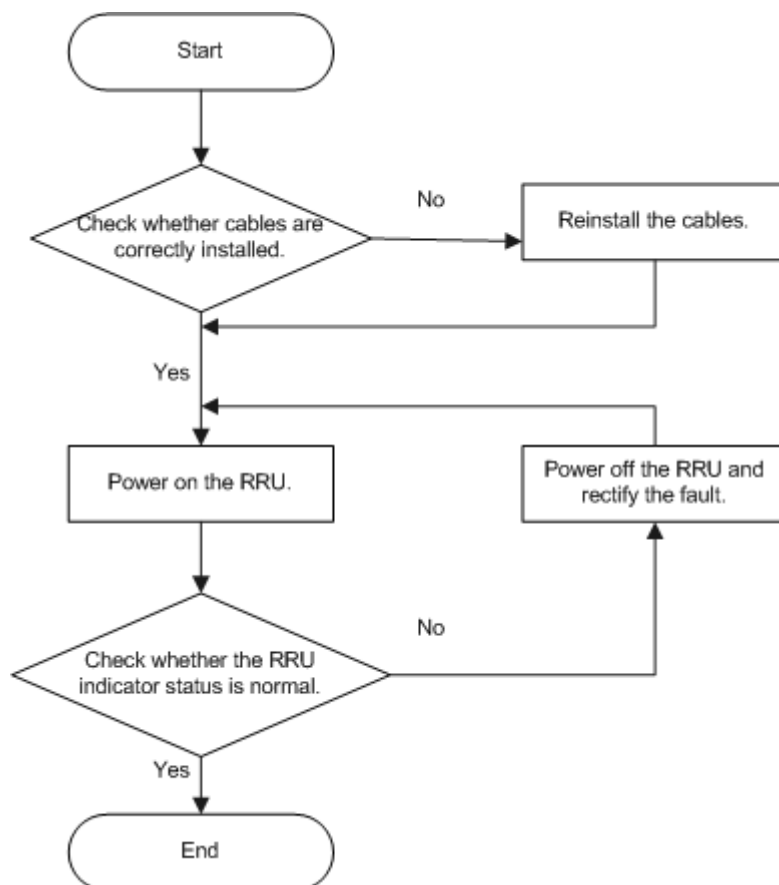 Start
Check whether cables are
correctly installed.
No
Reinstall the cables.
Yes
Power on the RRU.
Power off the RRU and
rectify the fault.
Check whether the RRU
indicator status is normal.
No
Yes
End